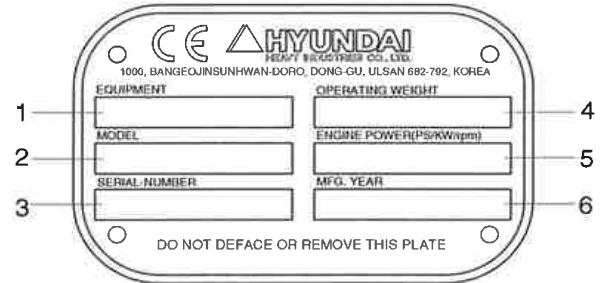 CE HYUNDAI
HEAVY INDUSTRIES CO., LTD.
1000, BANGEOJINSUNHWAN-DORO, DONG-GU, ULSAN 682-792, KOREA
EQUIPMENT OPERATING WEIGHT
1 4
MODEL ENGINE POWER(PS/KW/rpm)
2 5
SERIAL-NUMBER MFG. YEAR
3 6
DO NOT DEFACE OR REMOVE THIS PLATE